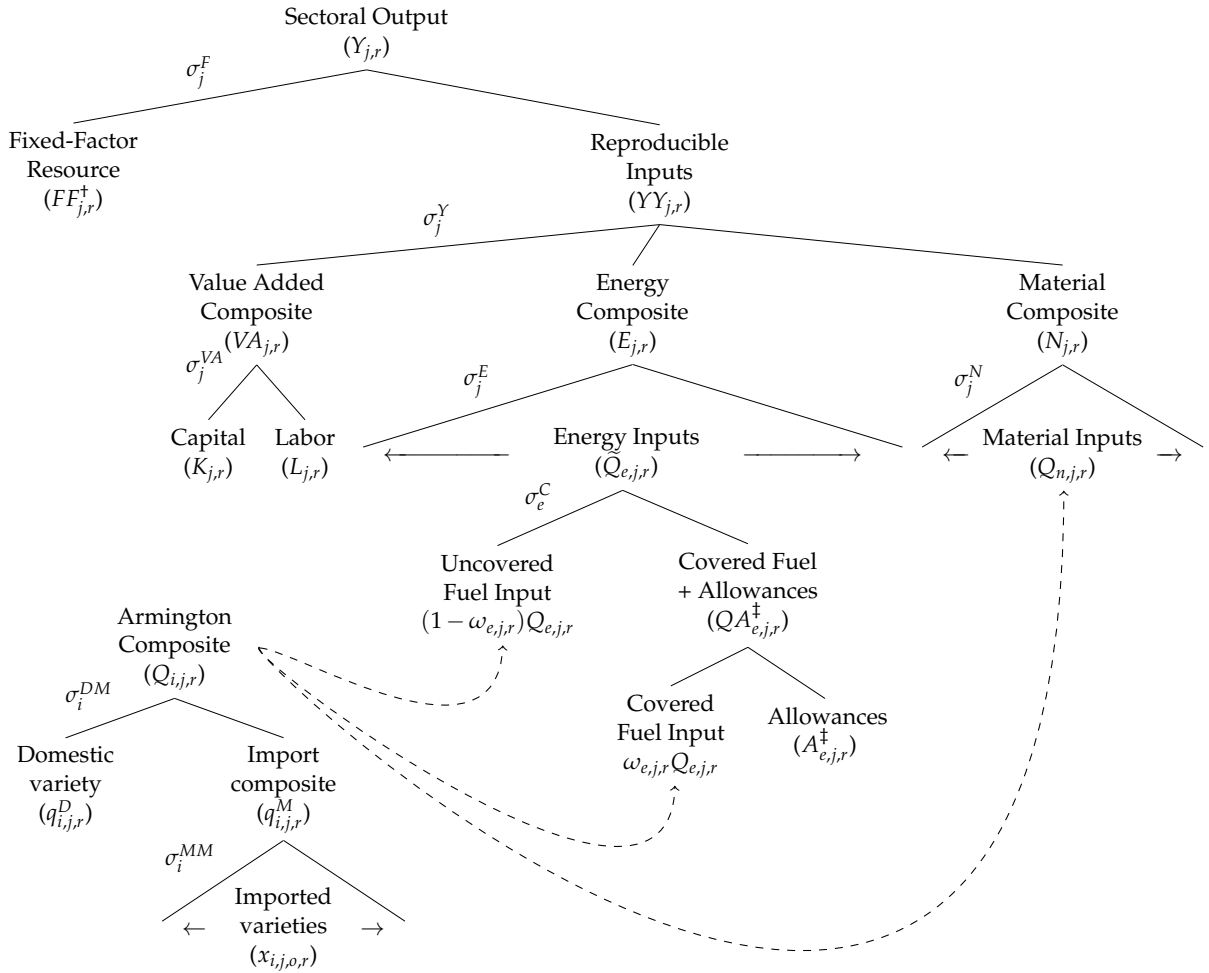 Sectoral Output
(Y_{j,r})
σ_j^F
Fixed-Factor
Resource
(FF^†_{j,r})
Reproducible
Inputs
(YY_{j,r})
σ_j^Y
Value Added
Composite
(VA_{j,r})
Energy
Composite
(E_{j,r})
Material
Composite
(N_{j,r})
σ_j^{VA}
σ_j^E
σ_j^N
Capital
(K_{j,r})
Labor
(L_{j,r})
Energy Inputs
(Q̃_{e,j,r})
Material Inputs
(Q_{n,j,r})
σ_e^C
Uncovered
Fuel Input
(1 − ω_{e,j,r})Q_{e,j,r}
Covered Fuel
+ Allowances
(QA^‡_{e,j,r})
Armington
Composite
(Q_{i,j,r})
σ_i^{DM}
Covered
Fuel Input
ω_{e,j,r}Q_{e,j,r}
Allowances
(A^‡_{e,j,r})
Domestic
variety
(q^D_{i,j,r})
Import
composite
(q^M_{i,j,r})
σ_i^{MM}
Imported
varieties
(x_{i,j,o,r})